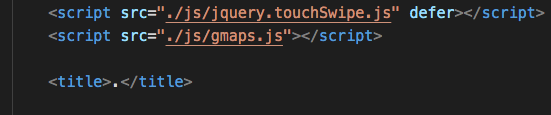 <script src="./js/jquery.touchSwipe.js" defer></script>
<script src="./js/gmaps.js"></script>
<title>.</title>